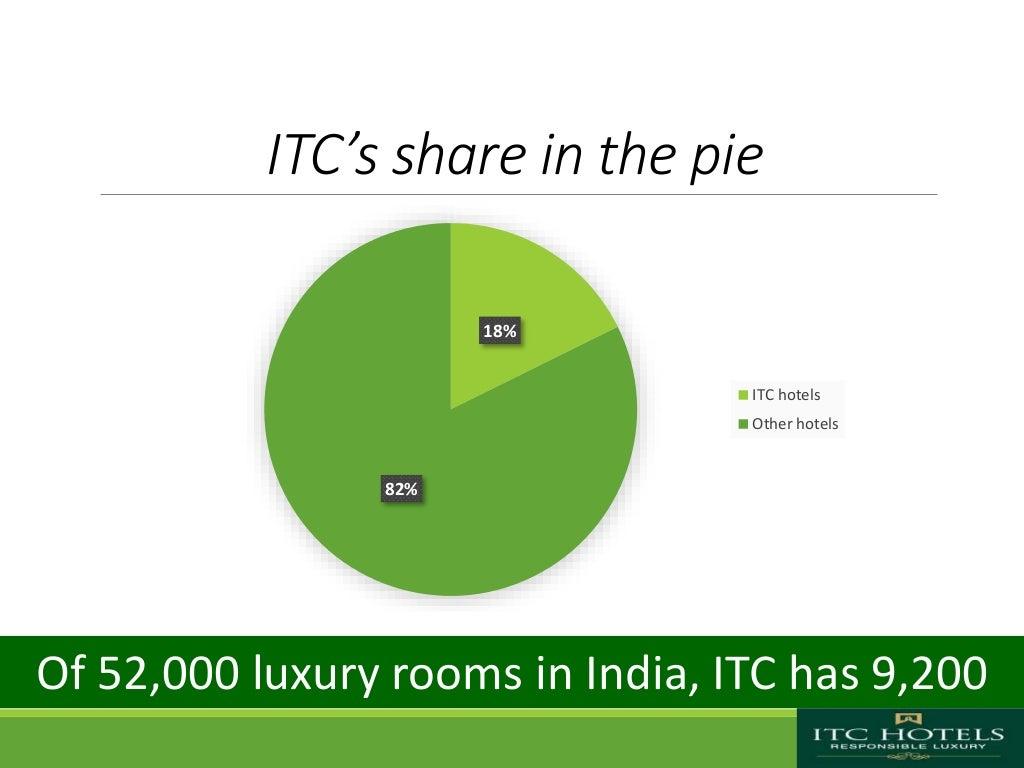 ITC’s share in the pie
18%
82%
ITC hotels
Other hotels
Of 52,000 luxury rooms in India, ITC has 9,200
ITC HOTELS
RESPONSIBLE LUXURY